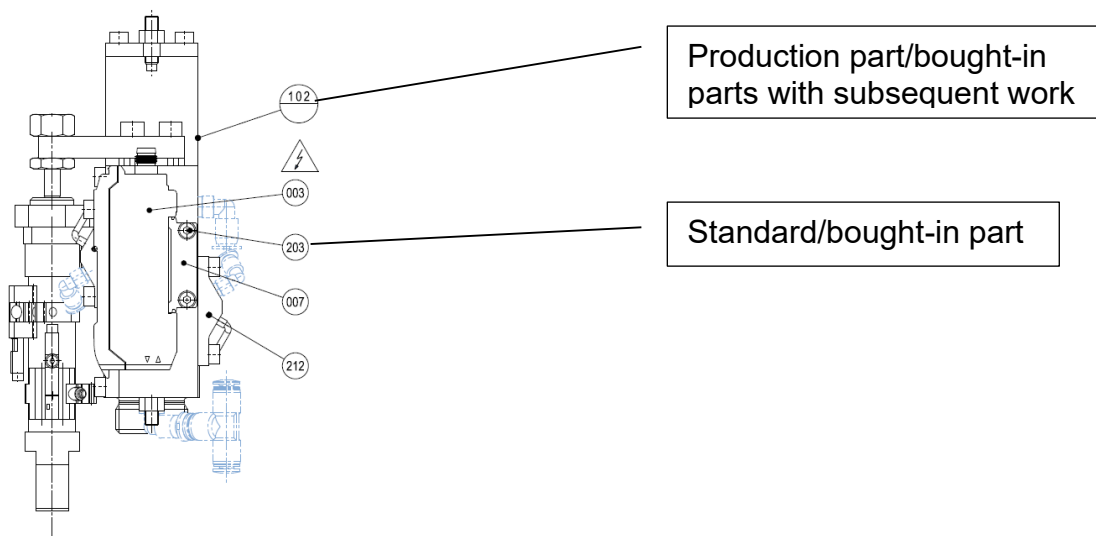 Production part/bought-in
parts with subsequent work
102
003
203
Standard/bought-in part
007
212